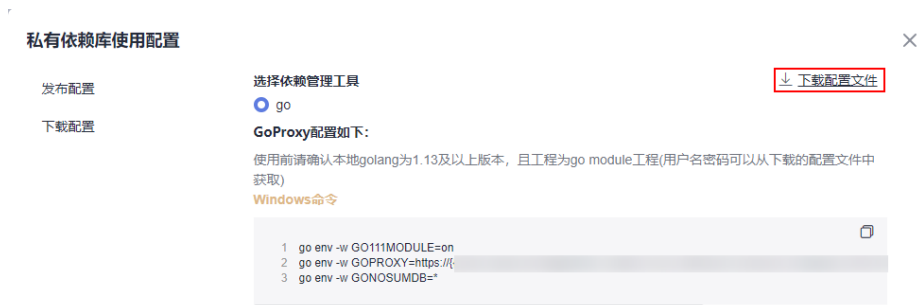 私有依赖库使用配置
发布配置
下载配置
选择依赖管理工具
下载配置文件
go
GoProxy配置如下：
使用前请确认本地golang为1.13及以上版本，且工程为go module工程(用户名密码可以从下载的配置文件中
获取)
Windows命令
1 go env -w GO111MODULE=on
2 go env -w GOPROXY=https://{
3 go env -w GONOSUMDB=*